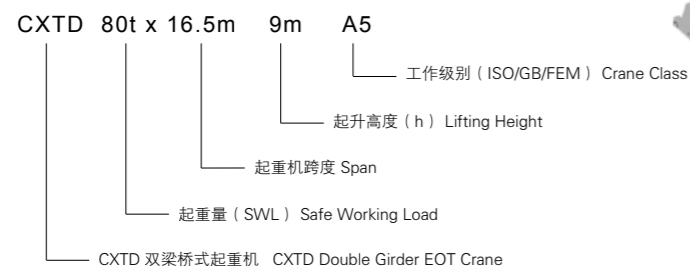 CXTD 80t x 16.5m 9m A5
工作级别（ISO/GB/FEM） Crane Class
起升高度（h） Lifting Height
起重机跨度 Span
起重量（SWL） Safe Working Load
CXTD 双梁桥式起重机 CXTD Double Girder EOT Crane